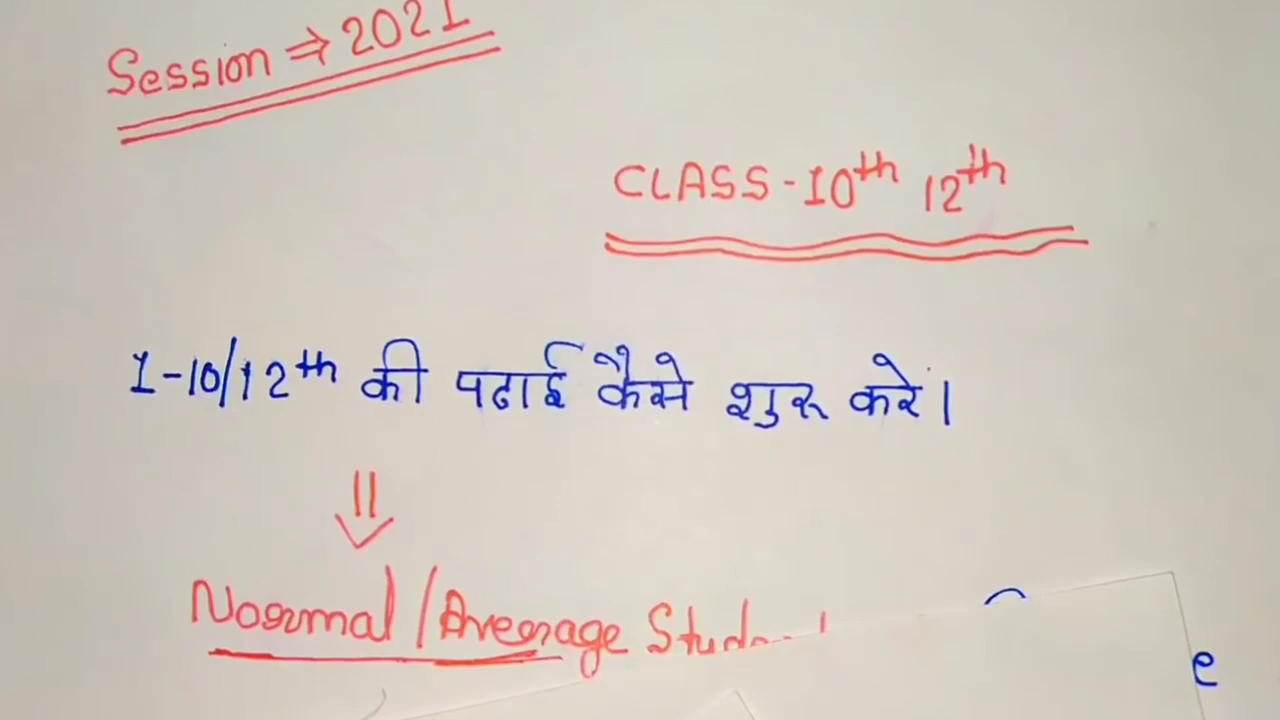 Session ⇒ 2021
CLASS-10th 12th
1-10/12th की पढाई कैसे शुरू करे।
Normal/Average